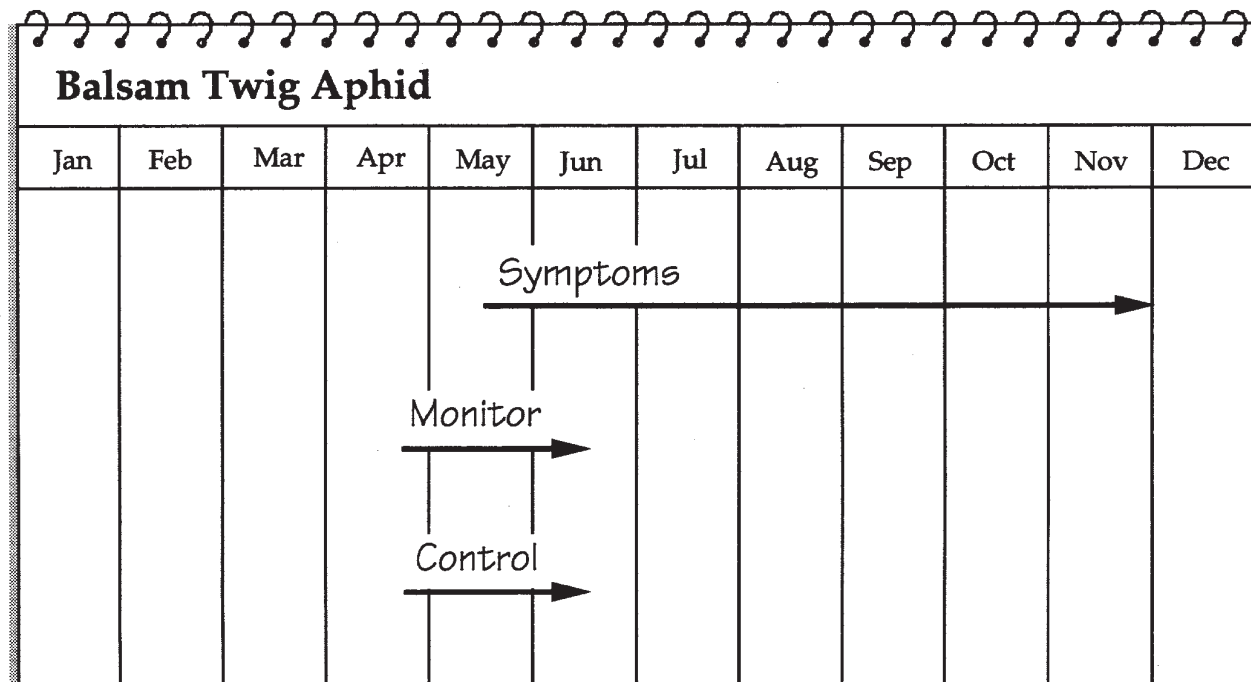 Balsam Twig Aphid
Jan Feb Mar Apr May Jun Jul Aug Sep Oct Nov Dec
Symptoms
Monitor
Control